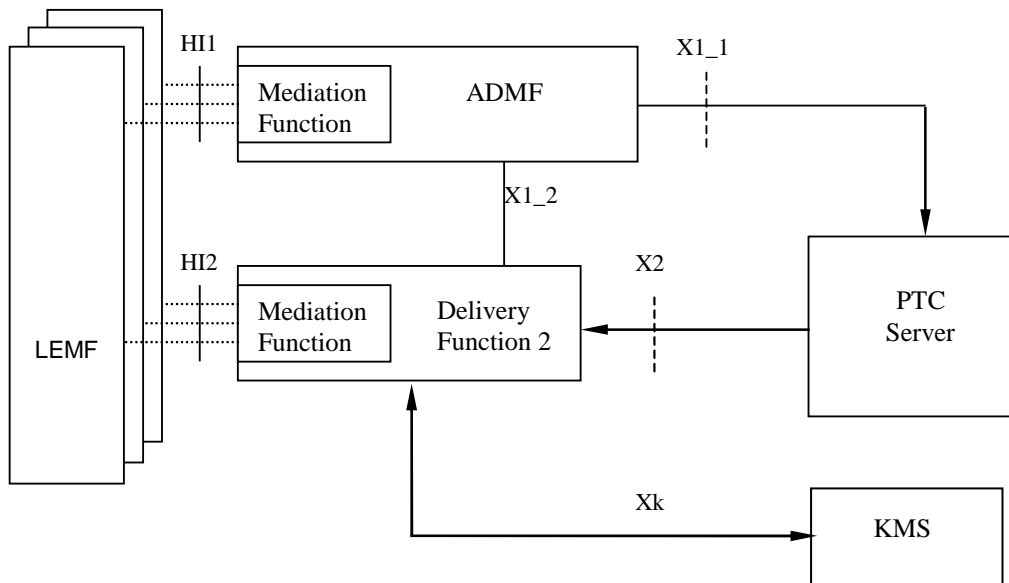 HI1
X1_1
Mediation
Function
ADMF
X1_2
HI2
X2
Mediation
Function
Delivery
Function 2
PTC
Server
LEMF
Xk
KMS